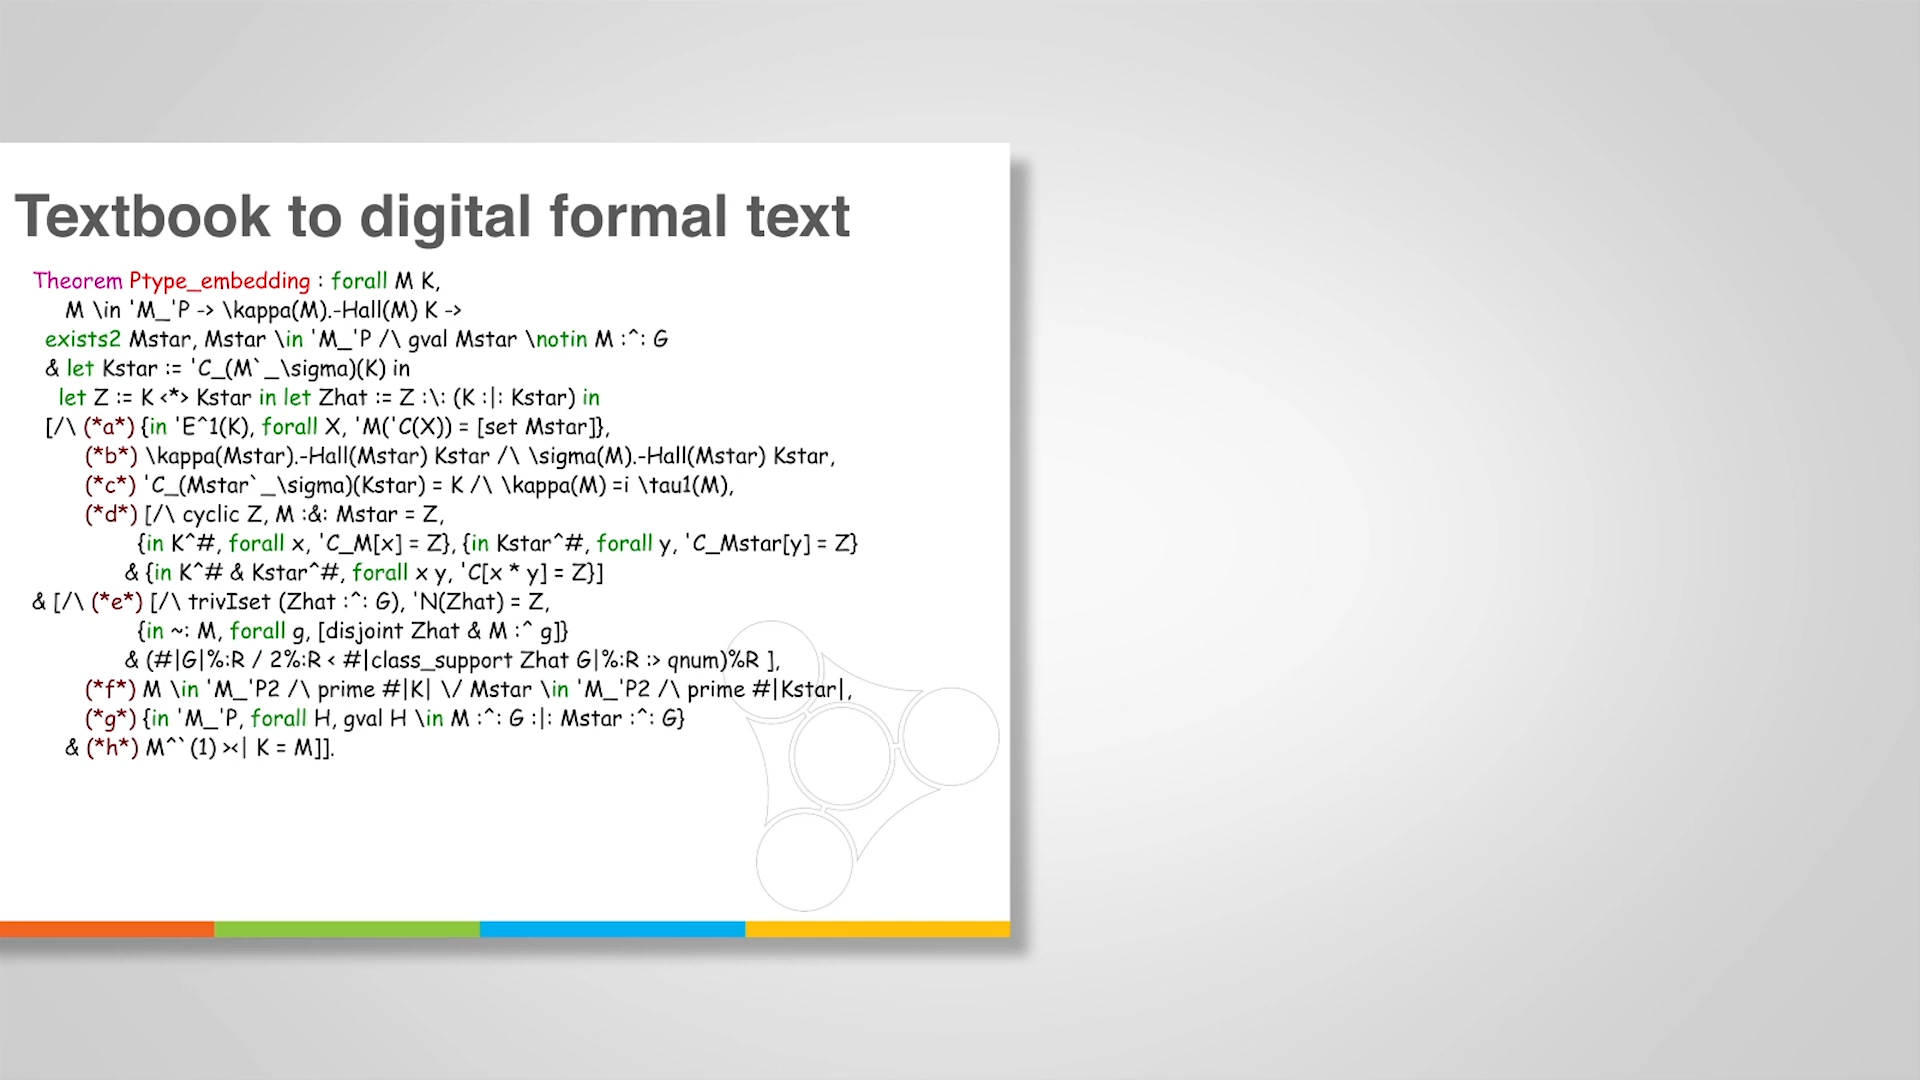 Textbook to digital formal text
Theorem Ptype_embedding : forall M K,
M \in 'M_'P -> \kappa(M).-Hall(M) K ->
exists2 Mstar, Mstar \in 'M_'P /\ gval Mstar \notin M :^: G
& let Kstar := 'C_(M`_\sigma)(K) in
let Z := K <*> Kstar in let Zhat := Z :\: (K :|: Kstar) in
[/\ (*a*) {in 'E^1(K), forall X, 'M('C(X)) = [set Mstar]},
(*b*) \kappa(Mstar).-Hall(Mstar) Kstar /\ \sigma(M).-Hall(Mstar) Kstar,
(*c*) 'C_(Mstar`_\sigma)(Kstar) = K /\ \kappa(M) =i \tau1(M),
(*d*) [/\ cyclic Z, M :&: Mstar = Z,
{in K^#, forall x, 'C_M[x] = Z}, {in Kstar^#, forall y, 'C_Mstar[y] = Z}
& {in K^# & Kstar^#, forall x y, 'C[x * y] = Z}]
& [/\ (*e*) [/\ trivIset (Zhat :^: G), 'N(Zhat) = Z,
{in ~: M, forall g, [disjoint Zhat & M :^ g]}
& (#|G|%:R / 2%:R < #|class_support Zhat G|%:R :> qnum)%R ],
(*f*) M \in 'M_'P2 /\ prime #|K| \/ Mstar \in 'M_'P2 /\ prime #|Kstar|,
(*g*) {in 'M_'P, forall H, gval H \in M :^: G :|: Mstar :^: G}
& (*h*) M^`(1) ><| K = M]].